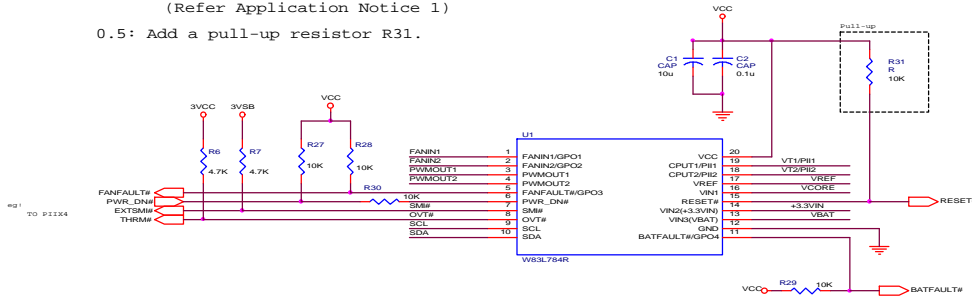 (Refer Application Notice 1)
0.5: Add a pull-up resistor R31.
VCC
Pull-up
C1
CAP
10u
C2
CAP
0.1u
R31
R
10K
3VCC
3VSB
VCC
R6
4.7K
R7
4.7K
R27
10K
R28
10K
U1
FANIN1 1 FANIN1/GPO1
FANIN2 2 FANIN2/GPO2
PWMOUT1 3 PWMOUT1
PWMOUT2 4 PWMOUT2
FANFAULT# 5 FANFAULT#/GPO3
PWR_DN# R30 10K 6 PWR_DN#
EXTSMI# SMI# 7 SMI#
THRM# OVT# 8 OVT#
SCL 9 SCL
SDA 10 SDA
eg:
TO PIIX4
VCC 20
CPUT1/PII1 19 VT1/PII1
CPUT2/PII2 18 VT2/PII2
VREF 17 VREF
VIN1 16 VCORE
RESET# 15 RESET
VIN2(+3.3VIN) 14 +3.3VIN
VIN3(VBAT) 13 VBAT
GND 12
BATFAULT#/GPO4 11
W83L784R
VCC R29 10K BATFAULT#